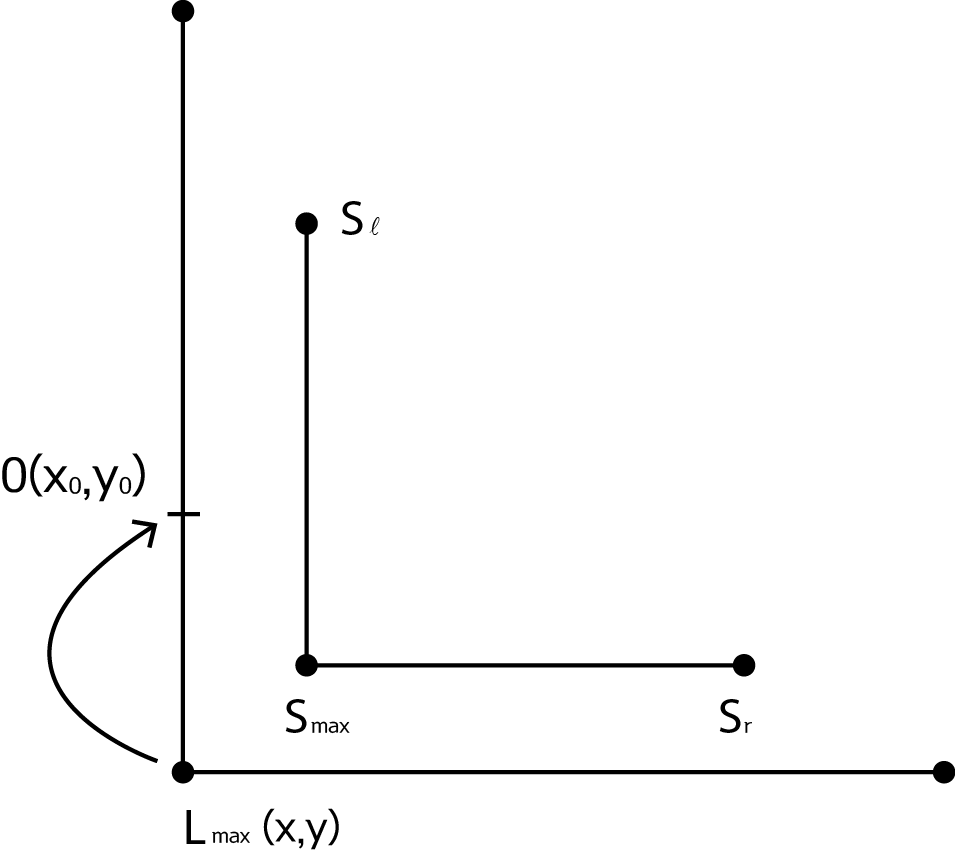 Sℓ
0(x₀,y₀)
Smax
Sr
Lmax (x,y)